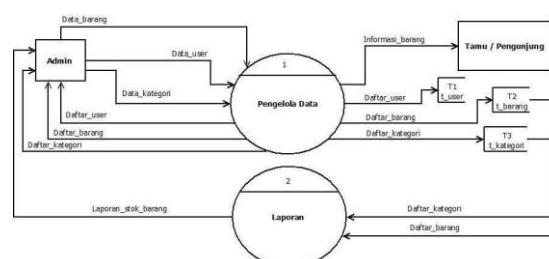 Data_barang
Admin
Data_user
Data_kategori
Daftar_user
Daftar_barang
Daftar_kategori
1
Pengelola Data
Informasi_barang
Tamu / Pengunjung
Daftar_user
T1
t_user
Daftar_barang
T2
t_barang
Daftar_kategori
T3
t_kategori
2
Laporan
Laporan_stok_barang
Daftar_kategori
Daftar_barang